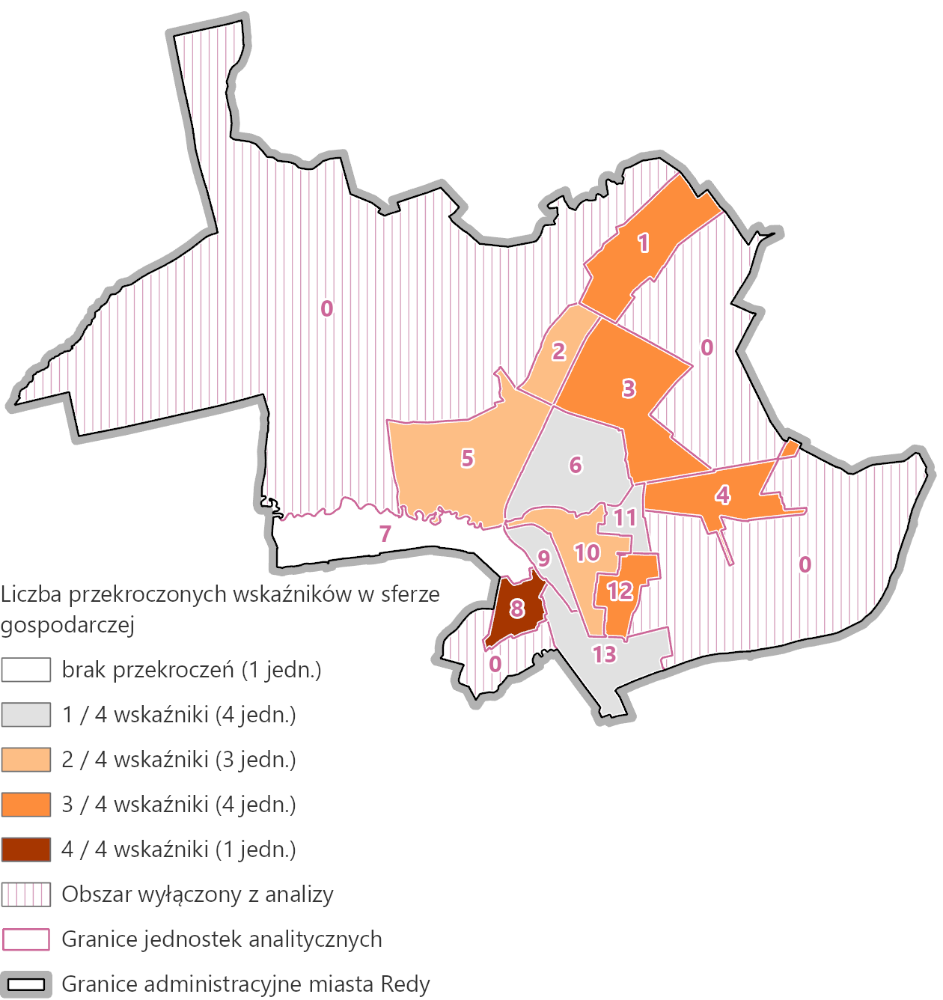 1
0
0
2
3
5
6
4
11
7
10
9
0
12
8
13
0
Liczba przekroczonych wskaźników w sferze
gospodarczej
brak przekroczeń (1 jedn.)
1 / 4 wskaźniki (4 jedn.)
2 / 4 wskaźniki (3 jedn.)
3 / 4 wskaźniki (4 jedn.)
4 / 4 wskaźniki (1 jedn.)
Obszar wyłączony z analizy
Granice jednostek analitycznych
Granice administracyjne miasta Redy